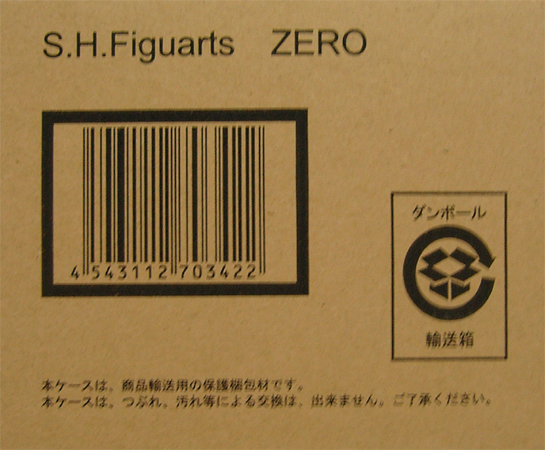 S.H.Figuarts ZERO
4 543112 703422
ダンボール
輸送箱
本ケースは、商品輸送用の保護梱包材です。
本ケースは、つぶれ、汚れ等による交換は、出来ません。ご了承ください。